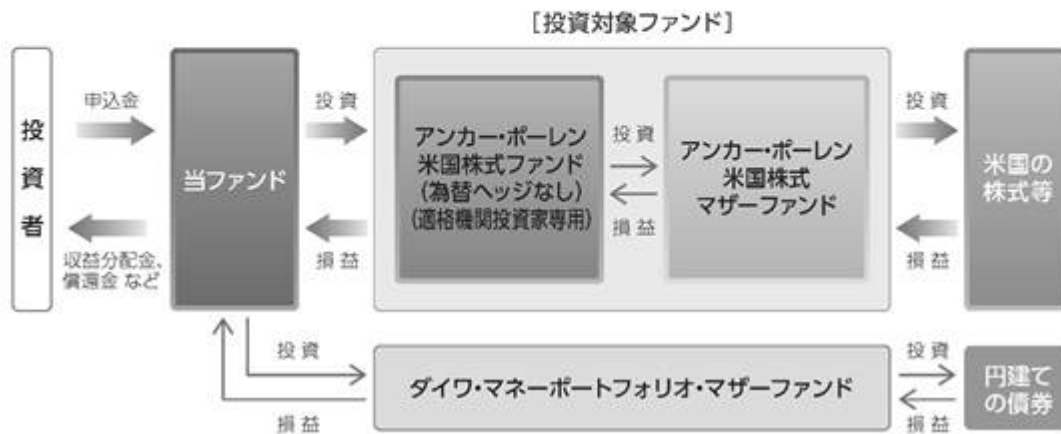 [投資対象ファンド]
投資者
申込金
収益分配金、
償還金 など
当ファンド
投資
損益
アンカー・ポーレン
米国株式ファンド
(為替ヘッジなし)
(適格機関投資家専用)
投資
損益
アンカー・ポーレン
米国株式
マザーファンド
投資
損益
米国の
株式等
投資
損益
ダイワ・マネーポートフォリオ・マザーファンド
投資
損益
円建て
の債券